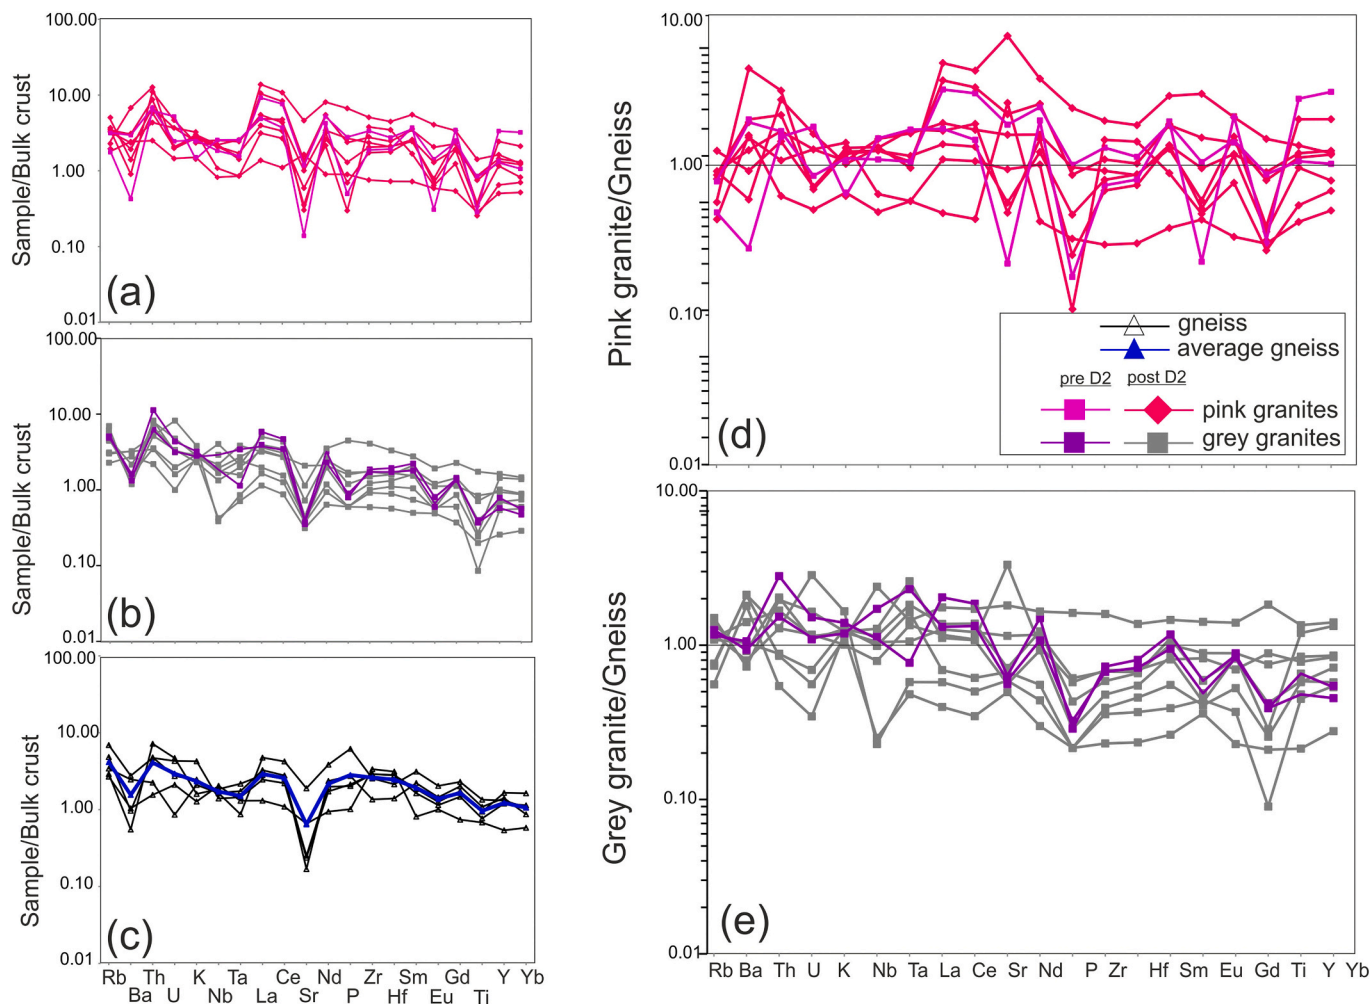 100.00
10.00
1.00
0.10
0.01
Sample/Bulk crust
(a)
100.00
10.00
1.00
0.10
0.01
Sample/Bulk crust
(b)
100.00
10.00
1.00
0.10
0.01
Sample/Bulk crust
(c)
Rb Th K Ta Ce Nd Zr Sm Gd Y Yb
Ba U Nb La Sr P Hf Eu Ti
10.00
1.00
0.10
0.01
Pink granite/Gneiss
(d)
gneiss
average gneiss
pre D2 post D2
pink granites
grey granites
10.00
1.00
0.10
0.01
Grey granite/Gneiss
(e)
Rb Ba Th U K Nb Ta La Ce Sr Nd P Zr Hf Sm Eu Gd Ti Y Yb